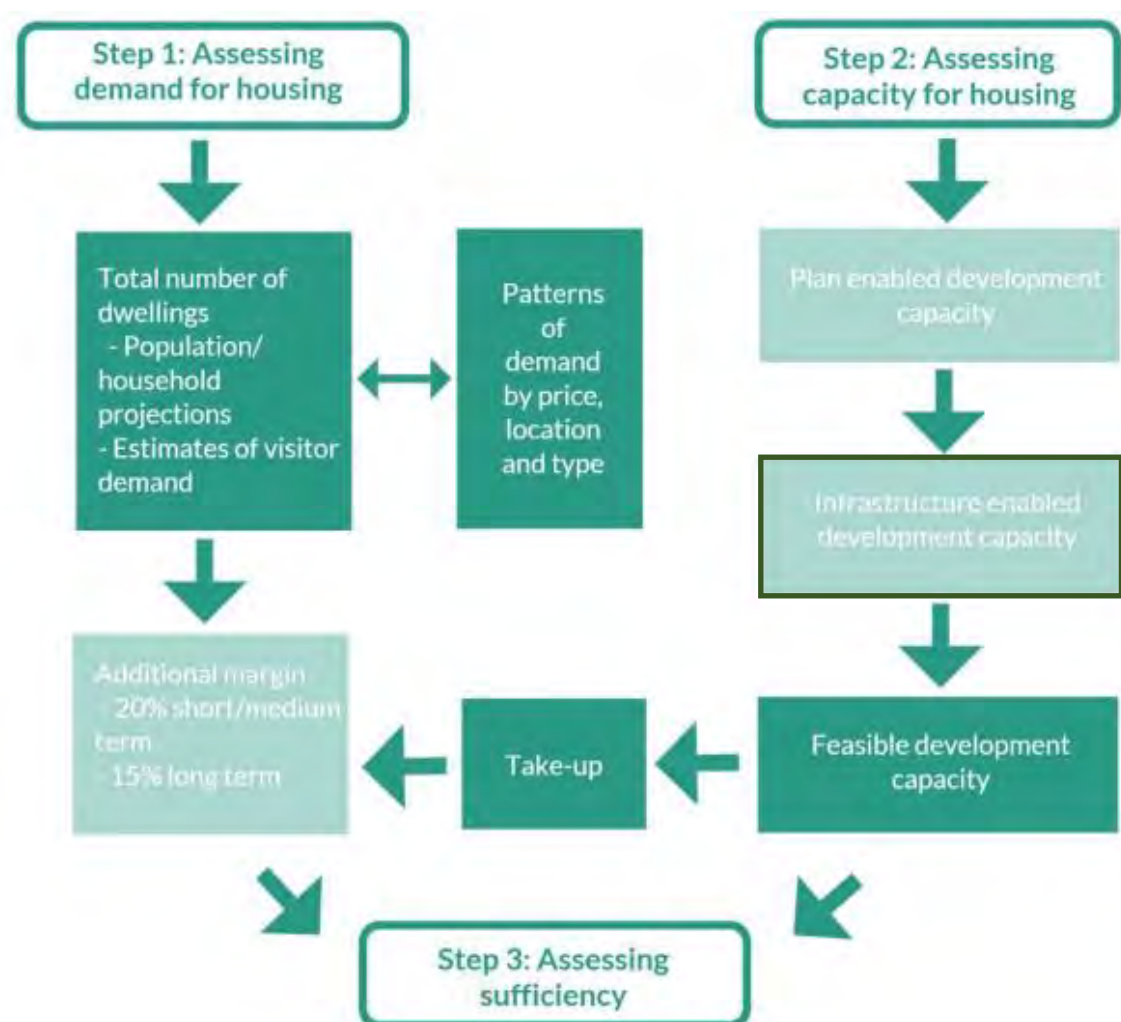 Step 1: Assessing
demand for housing
Step 2: Assessing
capacity for housing
Total number of
dwellings
- Population/
household
projections
- Estimates of visitor
demand
Patterns
of
demand
by price,
location
and type
Plan enabled development
capacity
Infrastructure enabled
development capacity
Additional margin
- 20% short/medium
term
- 15% long term
Take-up
Feasible development
capacity
Step 3: Assessing
sufficiency